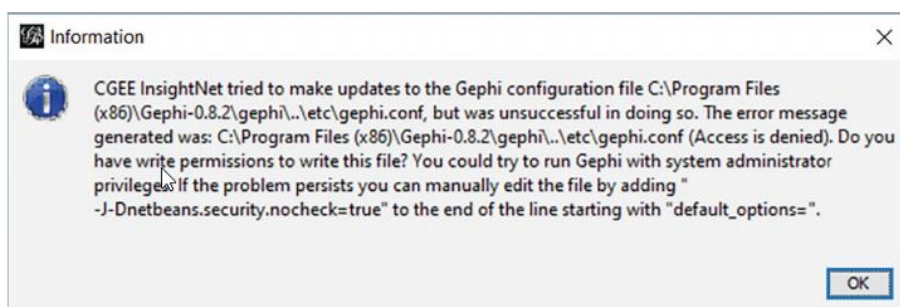 Information
CGEE InsightNet tried to make updates to the Gephi configuration file C:\Program Files
(x86)\Gephi-0.8.2\gephi\..\etc\gephi.conf, but was unsuccessful in doing so. The error message
generated was: C:\Program Files (x86)\Gephi-0.8.2\gephi\..\etc\gephi.conf (Access is denied). Do you
have write permissions to write this file? You could try to run Gephi with system administrator
privileges. If the problem persists you can manually edit the file by adding "
-J-Dnetbeans.security.nocheck=true" to the end of the line starting with "default_options=".
OK